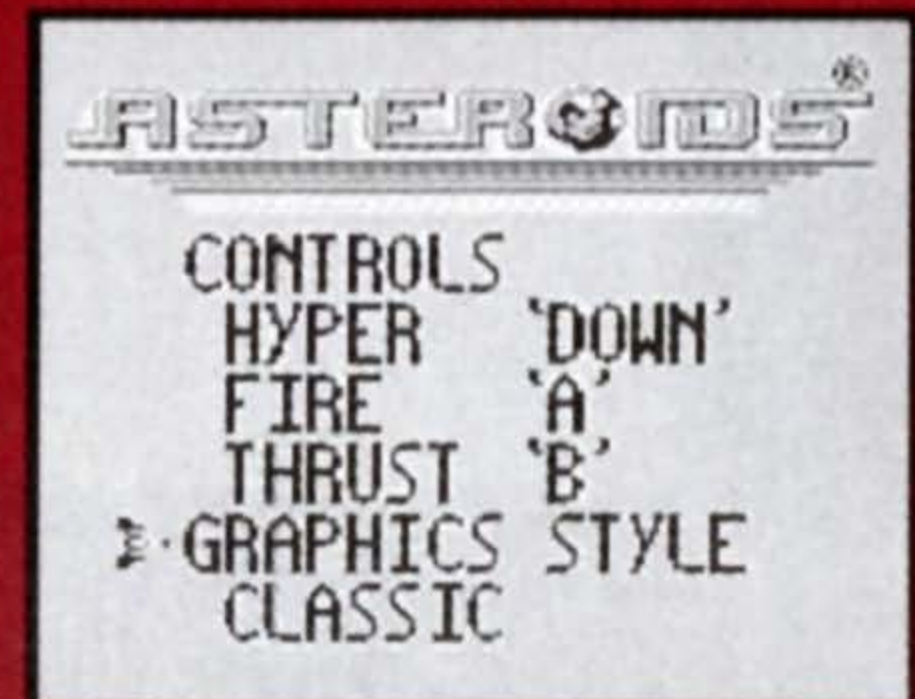 ASTEROIDS®
CONTROLS
HYPER 'DOWN'
FIRE 'A'
THRUST 'B'
GRAPHICS STYLE
CLASSIC